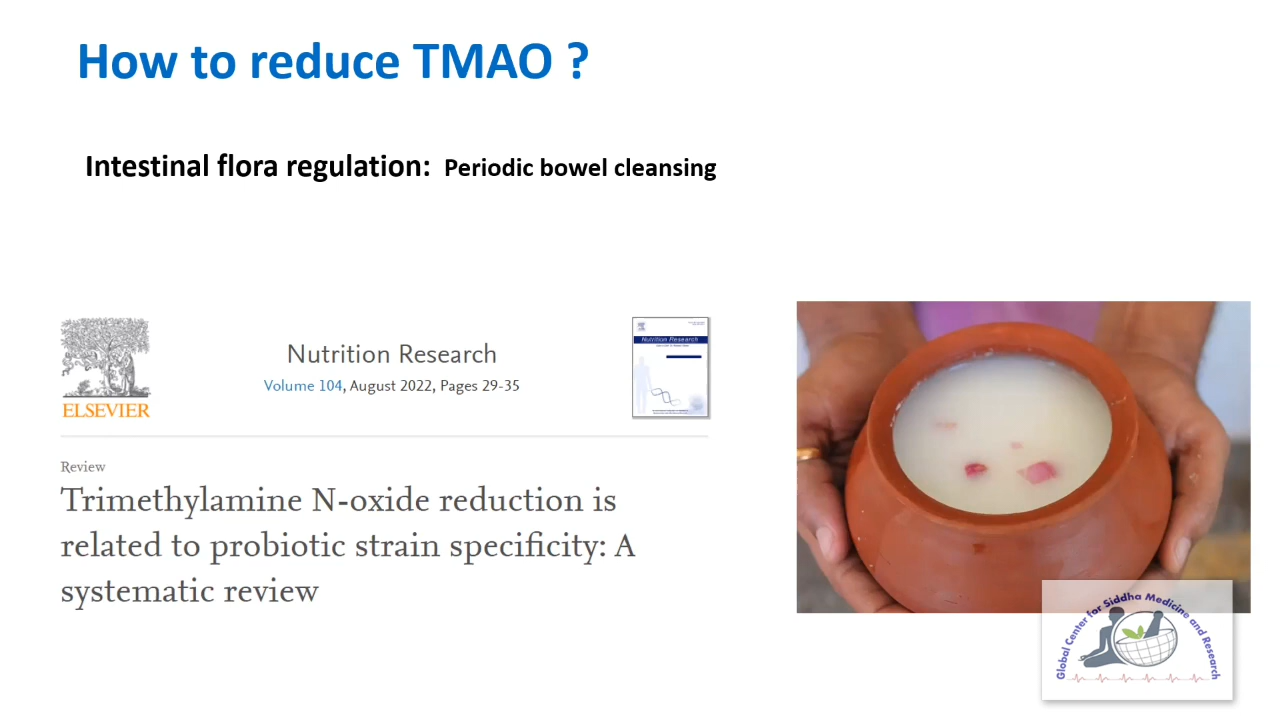 How to reduce TMAO ?
Intestinal flora regulation: Periodic bowel cleansing
ELSEVIER
Nutrition Research
Volume 104, August 2022, Pages 29-35
Nutrition Research
Review
Trimethylamine N-oxide reduction is
related to probiotic strain specificity: A
systematic review
Global Center for Siddha Medicine and Research